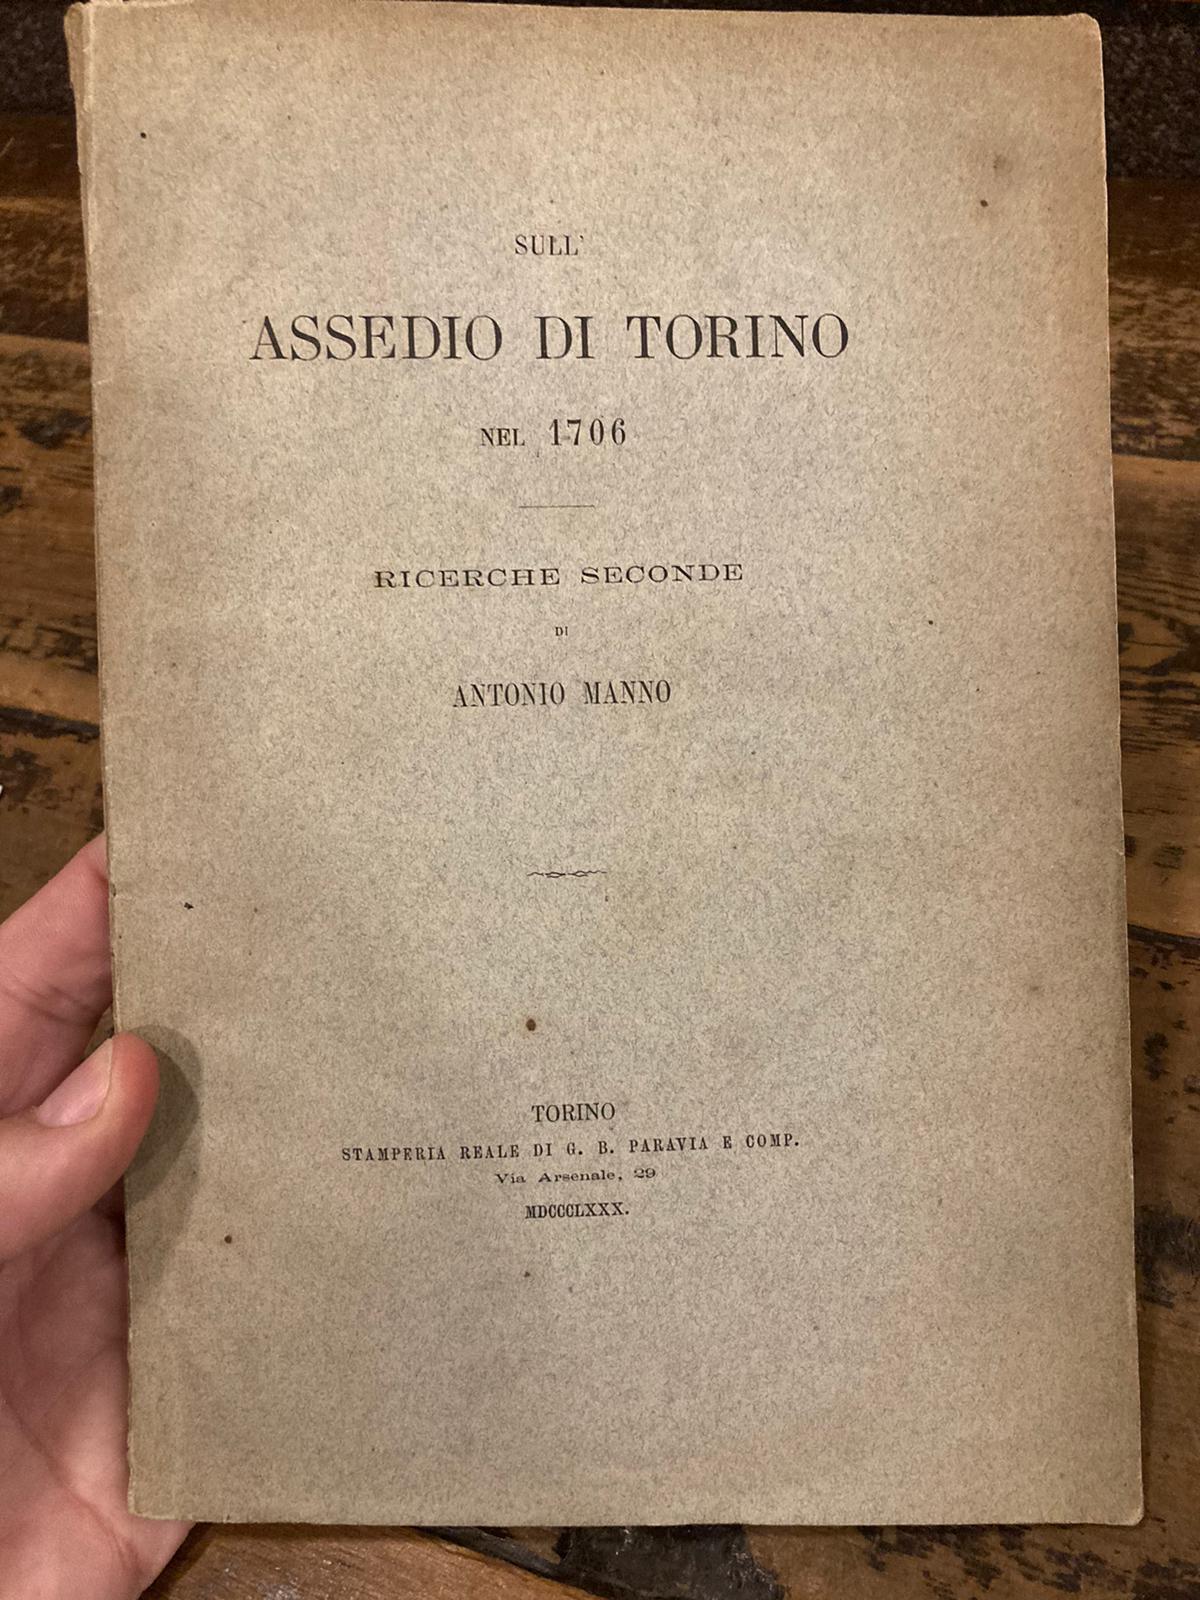 SULL'
ASSEDIO DI TORINO
NEL 1706
RICERCHE SECONDE
DI
ANTONIO MANNO
TORINO
STAMPERIA REALE DI G. B. PARAVIA E COMP.
Via Arsenale, 29
MDCCCLXXX.